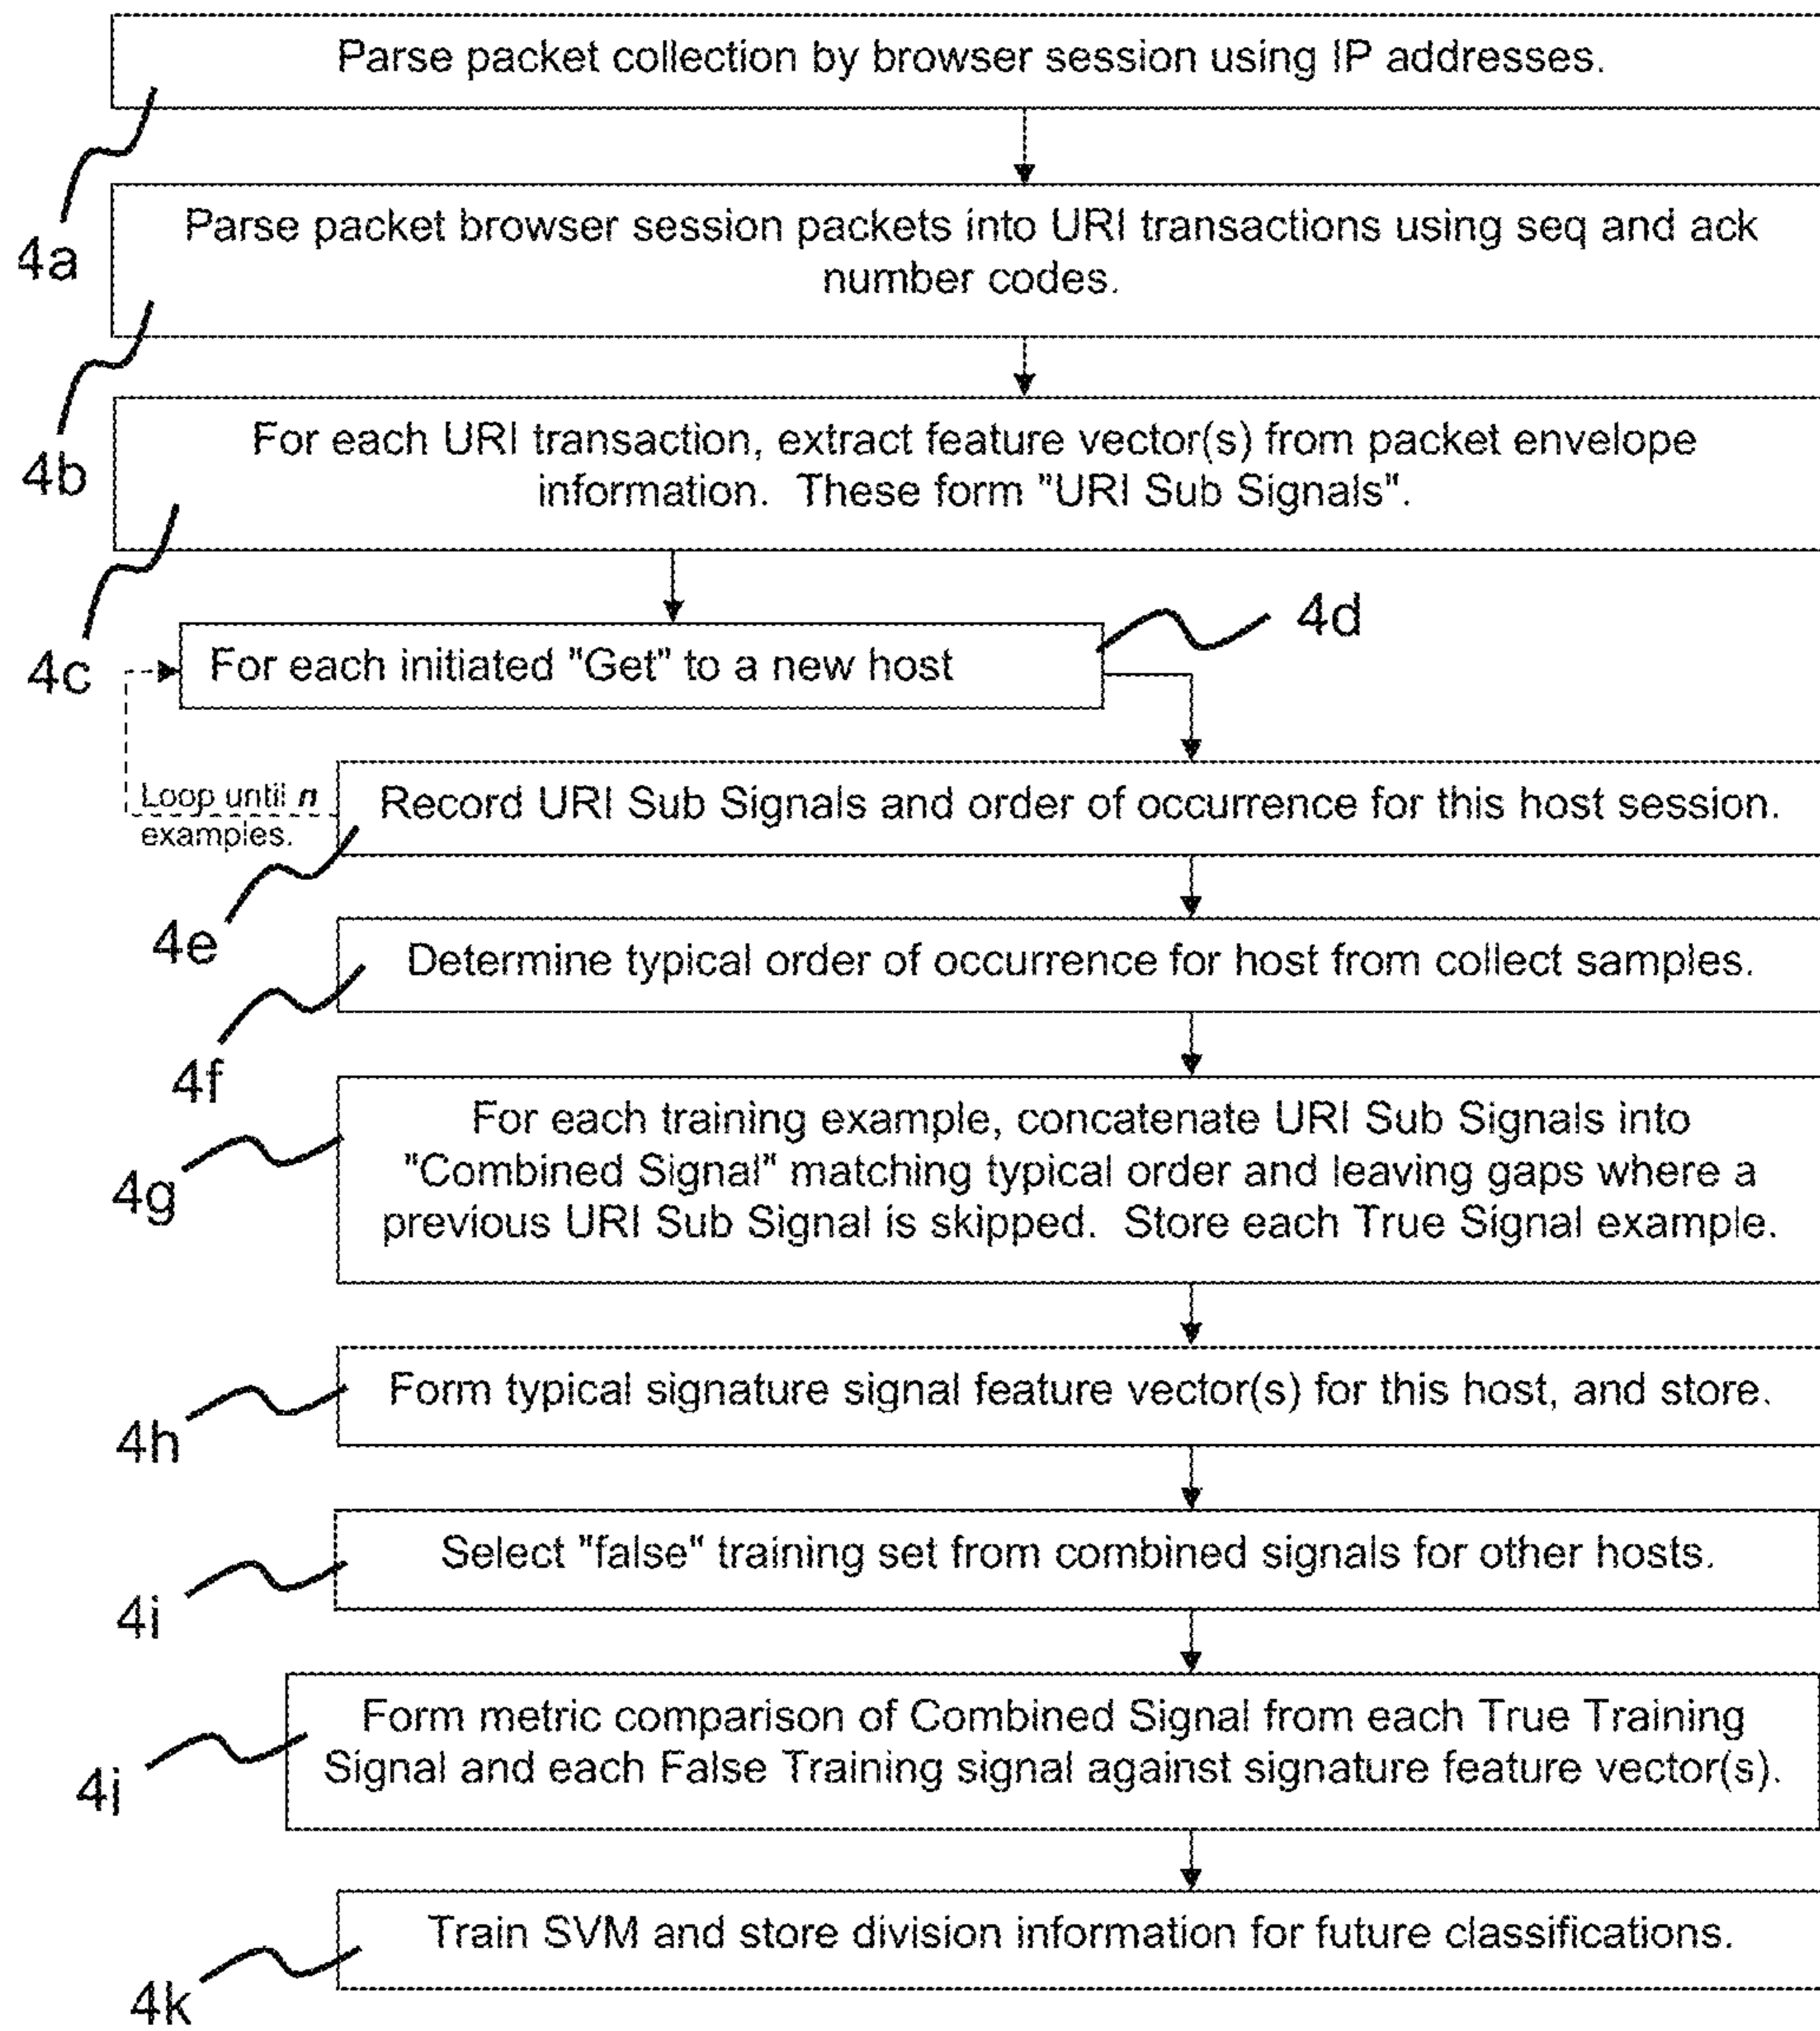 Parse packet collection by browser session using IP addresses.
4a
Parse packet browser session packets into URI transactions using seq and ack
number codes.
4b
For each URI transaction, extract feature vector(s) from packet envelope
information. These form "URI Sub Signals".
4c
4d
For each initiated "Get" to a new host
Loop until n
examples.
Record URI Sub Signals and order of occurrence for this host session.
4e
Determine typical order of occurrence for host from collect samples.
4f
For each training example, concatenate URI Sub Signals into
"Combined Signal" matching typical order and leaving gaps where a
previous URI Sub Signal is skipped. Store each True Signal example.
4g
Form typical signature signal feature vector(s) for this host, and store.
4h
Select "false" training set from combined signals for other hosts.
4i
Form metric comparison of Combined Signal from each True Training
Signal and each False Training signal against signature feature vector(s).
4j
Train SVM and store division information for future classifications.
4k